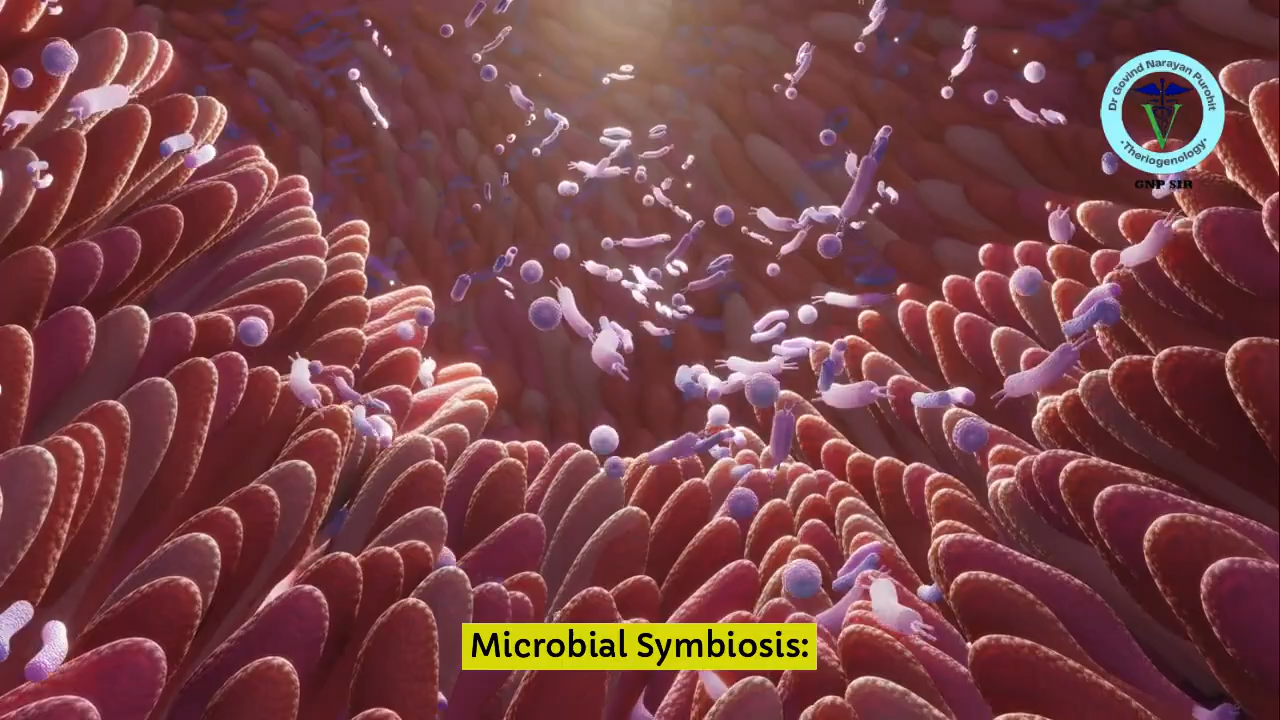 Dr Govind Narayan Purohit
V
•Theriogenology•
GNP SIR
Microbial Symbiosis: